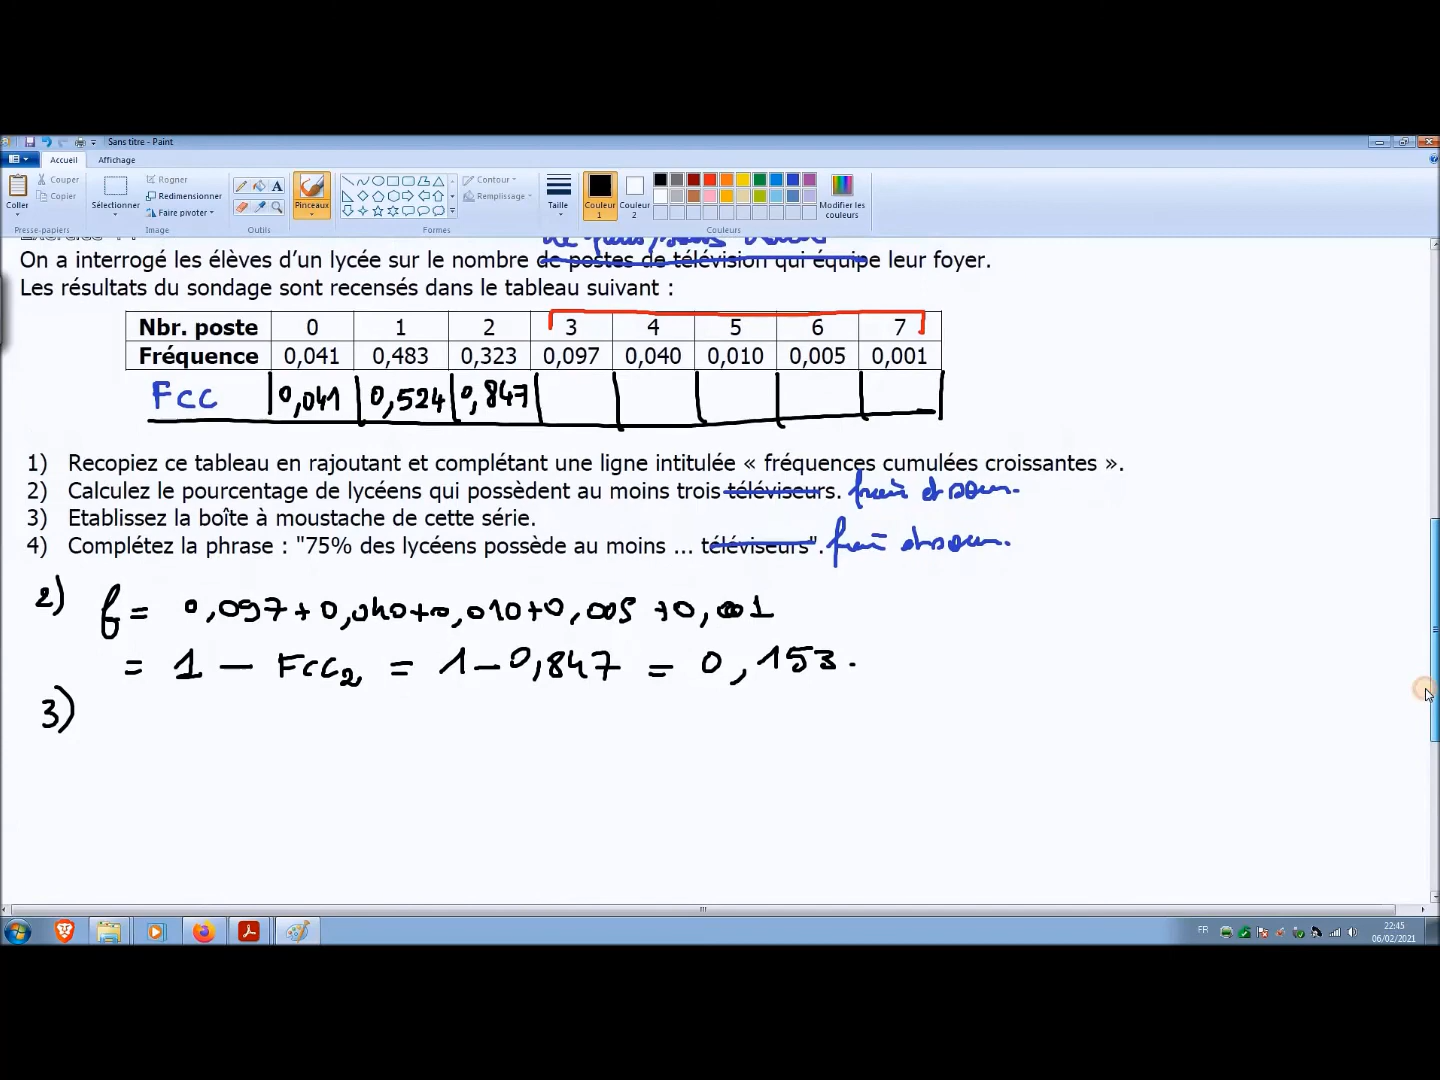 Sans titre - Paint
Accueil Affichage
Coller
Couper
Copier
Presse-papiers
Sélectionner
Rogner
Redimensionner
Faire pivoter
Image
Pinceaux
Outils
Contour
Remplissage
Formes
Taille
Couleur 1
Couleur 2
Modifier les couleurs
Couleurs
On a interrogé les élèves d’un lycée sur le nombre de postes de télévision qui équipe leur foyer.
Les résultats du sondage sont recensés dans le tableau suivant :
Nbr. poste 0 1 2 3 4 5 6 7
Fréquence 0,041 0,483 0,323 0,097 0,040 0,010 0,005 0,001
FCC 0,041 0,524 0,847
1) Recopiez ce tableau en rajoutant et complétant une ligne intitulée « fréquences cumulées croissantes ».
2) Calculez le pourcentage de lycéens qui possèdent au moins trois téléviseurs.
3) Etablissez la boîte à moustache de cette série.
4) Complétez la phrase : "75% des lycéens possède au moins ... téléviseurs".
2) f = 0,097+0,040+0,010+0,005+0,001
= 1 - FCC2 = 1-0,847 = 0,153.
3)
FR
22:45
06/02/2021